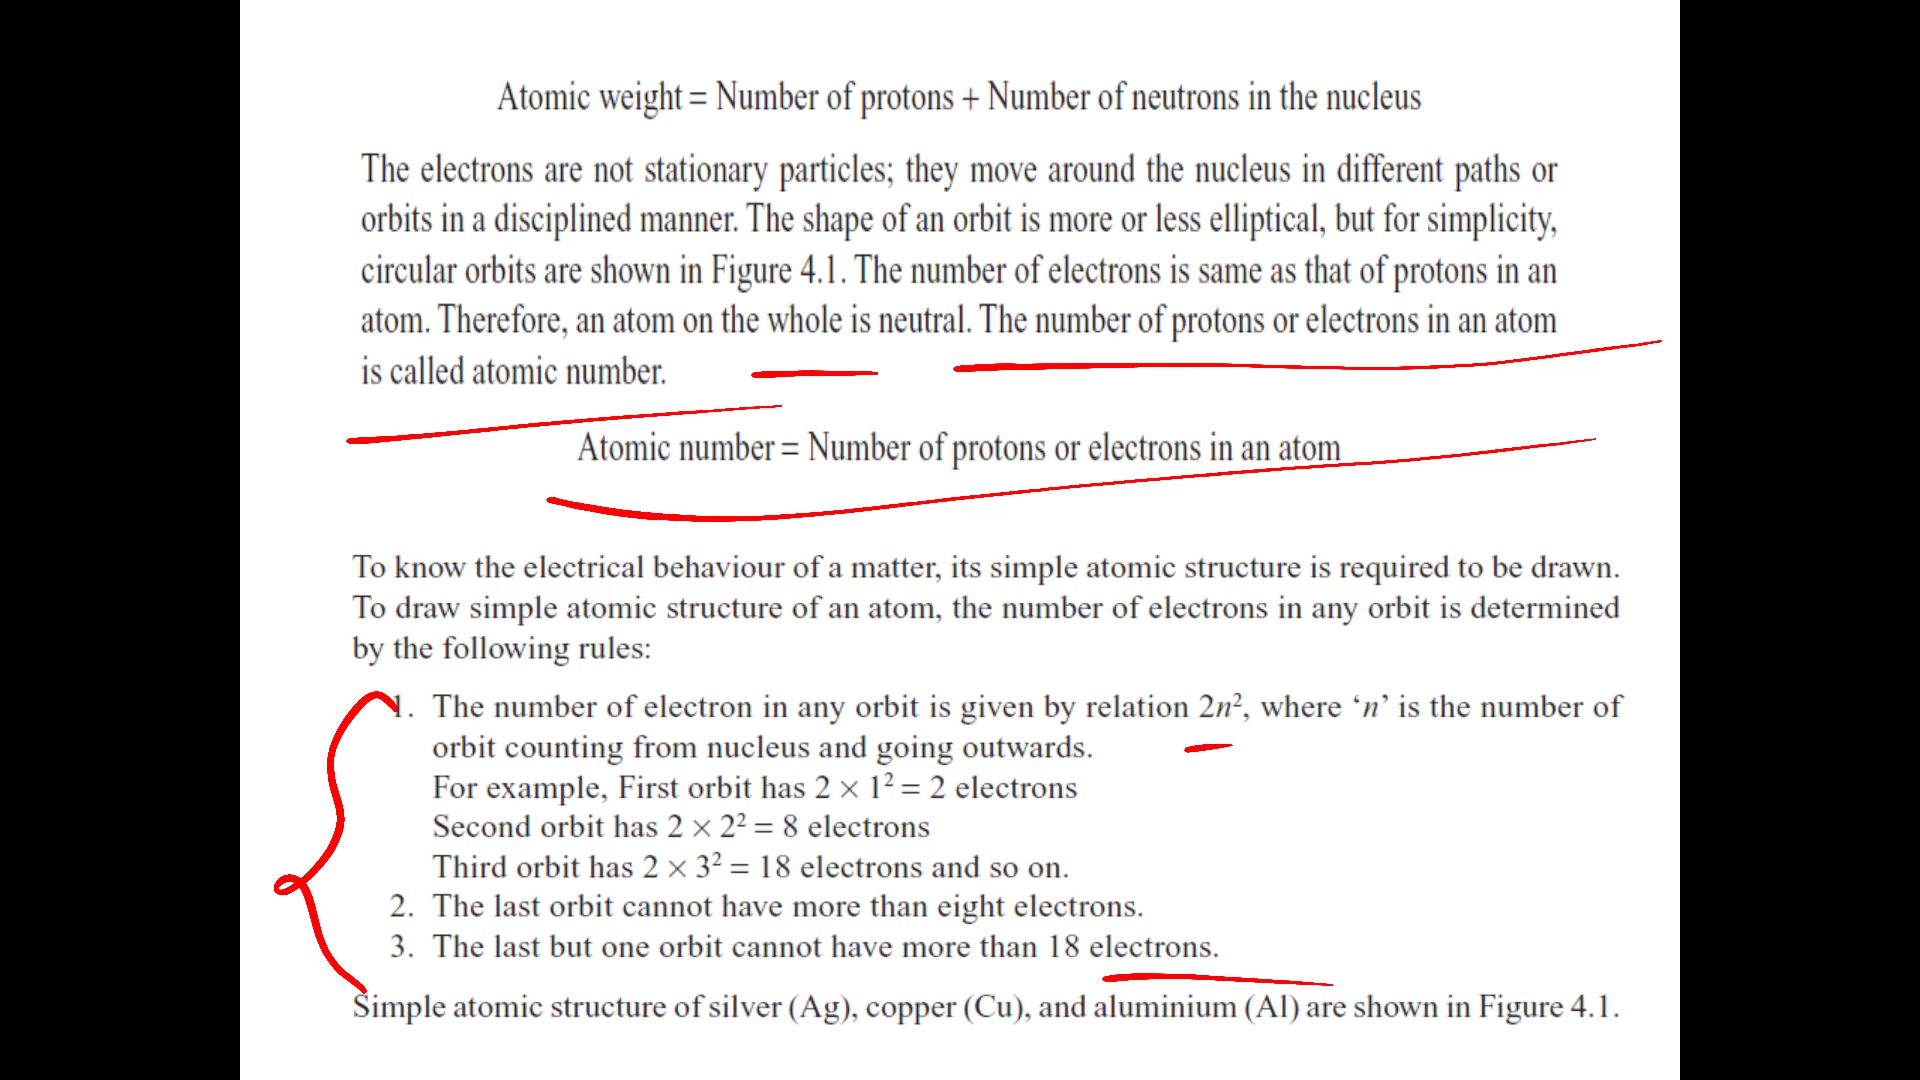 Atomic weight = Number of protons + Number of neutrons in the nucleus
The electrons are not stationary particles; they move around the nucleus in different paths or
orbits in a disciplined manner. The shape of an orbit is more or less elliptical, but for simplicity,
circular orbits are shown in Figure 4.1. The number of electrons is same as that of protons in an
atom. Therefore, an atom on the whole is neutral. The number of protons or electrons in an atom
is called atomic number.
Atomic number = Number of protons or electrons in an atom
To know the electrical behaviour of a matter, its simple atomic structure is required to be drawn.
To draw simple atomic structure of an atom, the number of electrons in any orbit is determined
by the following rules:
1. The number of electron in any orbit is given by relation 2n², where ‘n’ is the number of
orbit counting from nucleus and going outwards.
For example, First orbit has 2 × 1² = 2 electrons
Second orbit has 2 × 2² = 8 electrons
Third orbit has 2 × 3² = 18 electrons and so on.
2. The last orbit cannot have more than eight electrons.
3. The last but one orbit cannot have more than 18 electrons.
Simple atomic structure of silver (Ag), copper (Cu), and aluminium (Al) are shown in Figure 4.1.